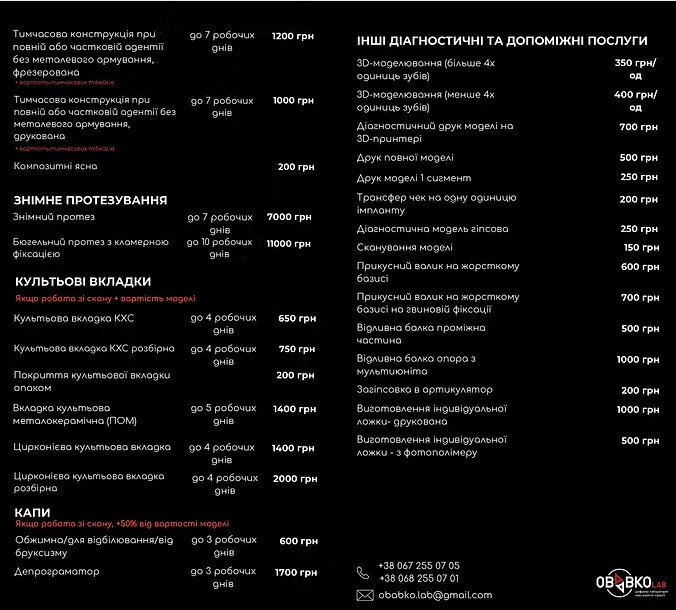 Тимчасова конструкція при до 7 робочих 1200 грн
повній або частковій адентії днів
без металевого армування,
фрезерована
+ вартість тимчасових тібейсів
Тимчасова конструкція при до 7 робочих 1000 грн
повній або частковій адентії без днів
металевого армування,
друкована
+ вартість тимчасових тібейсів
Композитні ясна 200 грн
ЗНІМНЕ ПРОТЕЗУВАННЯ
Знімний протез до 7 робочих 7000 грн
днів
Бюгельний протез з кламерною до 10 робочих 11000 грн
фіксацією днів
КУЛЬТЬОВІ ВКЛАДКИ
Якщо робота зі скану + вартість моделі
Культьова вкладка КХС до 4 робочих 650 грн
днів
Культьова вкладка КХС розбірна до 4 робочих 750 грн
днів
Покриття культьової вкладки 200 грн
опаком
Вкладка культьова до 5 робочих 1400 грн
металокерамічна (ПОМ) днів
Цирконієва культьова вкладка до 4 робочих 1400 грн
днів
Цирконієва культьова вкладка до 4 робочих 2000 грн
розбірна днів
КАПИ
Якщо робота зі скану, +50% від вартості моделі
Обжимна/для відбілювання/від до 3 робочих 600 грн
бруксизму днів
Депрограматор до 3 робочих 1700 грн
днів
ІНШІ ДІАГНОСТИЧНІ ТА ДОПОМІЖНІ ПОСЛУГИ
3D-моделювання (більше 4х 350 грн/
одиниць зубів) од
3D-моделювання (менше 4х 400 грн/
одиниць зубів) од
Діагностичний друк моделі на 700 грн
3D-принтері
Друк повної моделі 500 грн
Друк моделі 1 сигмент 250 грн
Трансфер чек на одну одиницю 200 грн
імпланту
Діагностична модель гіпсова 250 грн
Сканування моделі 150 грн
Прикусний валик на жорсткому 600 грн
базисі
Прикусний валик на жорсткому 700 грн
базисі на гвиновій фіксації
Відливна балка проміжна 500 грн
частина
Відливна балка опора з 1000 грн
мультиюніта
Загіпсовка в артикулятор 200 грн
Виготовлення індивідуальної 1000 грн
ложки- друкована
Виготовлення індивідуальної 500 грн
ложки - з фотополімеру
+38 067 255 07 05
+38 068 255 07 01
obabko.lab@gmail.com
OBABKO LAB
Цифрова лабораторія